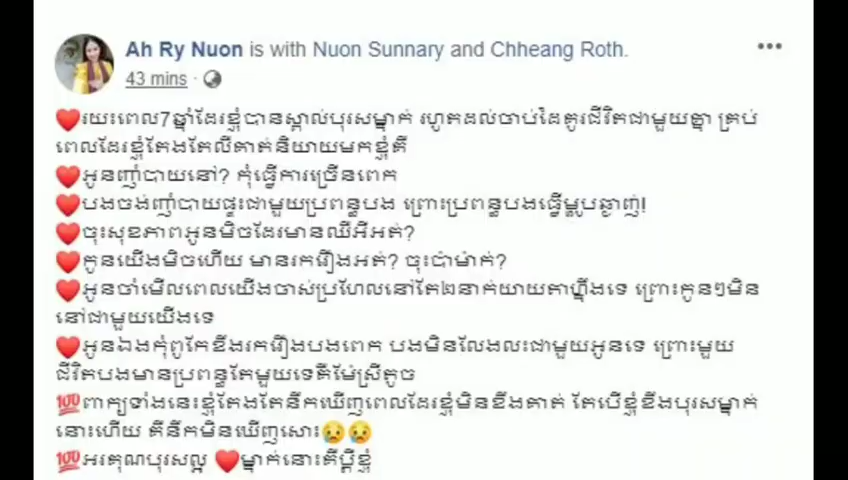 Ah Ry Nuon is with Nuon Sunnary and Chheang Roth.
43 mins ·
❤️រយះពេល7ឆ្នាំដែរខ្ញុំបានស្គាល់បុរសម្នាក់ រហូតដល់ចាប់ដៃគូរជីវិតជាមួយគ្នា គ្រប់
ពេលដែរខ្ញុំតែងតែលឺគាត់និយាយមកខ្ញុំគឺ
❤️អូនញ៉ាំបាយនៅ? កុំធ្វើការច្រើនពេក
❤️បងចង់ញ៉ាំបាយផ្ទះជាមួយប្រពន្ធបង ព្រោះប្រពន្ធបងធ្វើម្ហូបឆ្ងាញ់!
❤️ចុះសុខភាពអូនមិចដែរមានឈឺអីអត់?
❤️កូនយើងមិចហើយ មានរករឿងអត់? ចុះប៉ាម៉ាក់?
❤️អូនចាំមើលពេលយើងចាស់ប្រហែលនៅតែ២នាក់យាយតាហ្នឹងទេ ព្រោះកូនៗមិន
នៅជាមួយយើងទេ
❤️អូនឯងកុំពូកែខឹងរករឿងបងពេក បងមិនលែងលះជាមួយអូនទេ ព្រោះមួយ
ជីវិតបងមានប្រពន្ធតែមួយទេគឺម៉ែស្រីតូច
💯ពាក្យទាំងនេះខ្ញុំតែងតែនឹកឃើញពេលដែរខ្ញុំមិនខឹងគាត់ តែបើខ្ញុំខឹងបុរសម្នាក់
នោះហើយ គឺនឹកមិនឃើញសោះ😢😢
💯អរគុណបុរសល្អ ❤️ម្នាក់នោះគឺប្តីខ្ញុំ